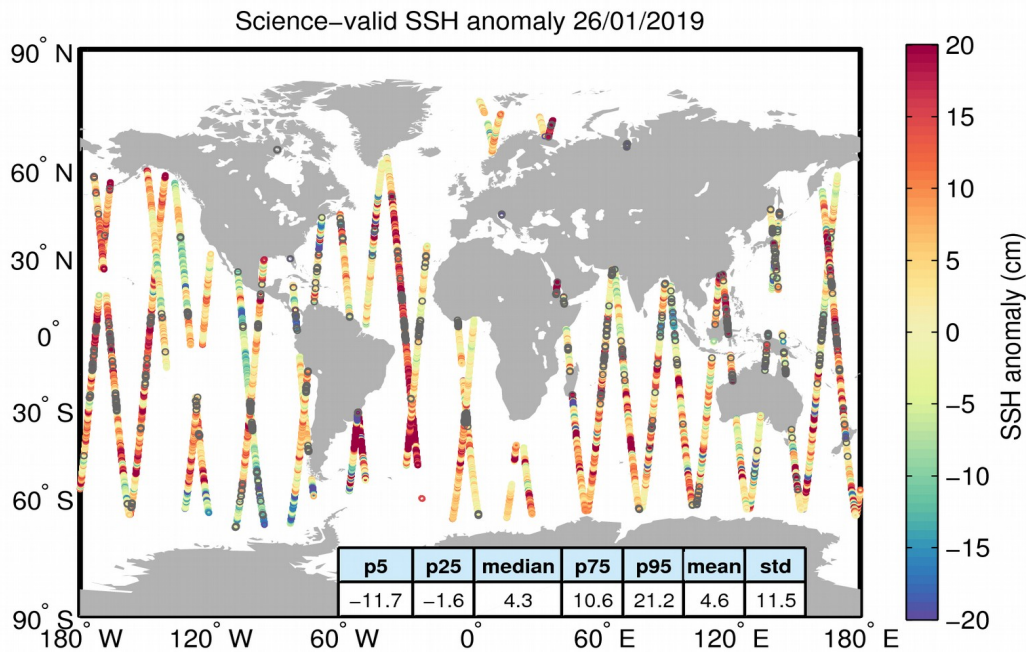 Science−valid SSH anomaly 26/01/2019
90° N
60° N
30° N
0°
30° S
60° S
90° S
180° W 120° W 60° W 0° 60° E 120° E 180° E
p5 p25 median p75 p95 mean std
−11.7 −1.6 4.3 10.6 21.2 4.6 11.5
20
15
10
5
0
−5
−10
−15
−20
SSH anomaly (cm)